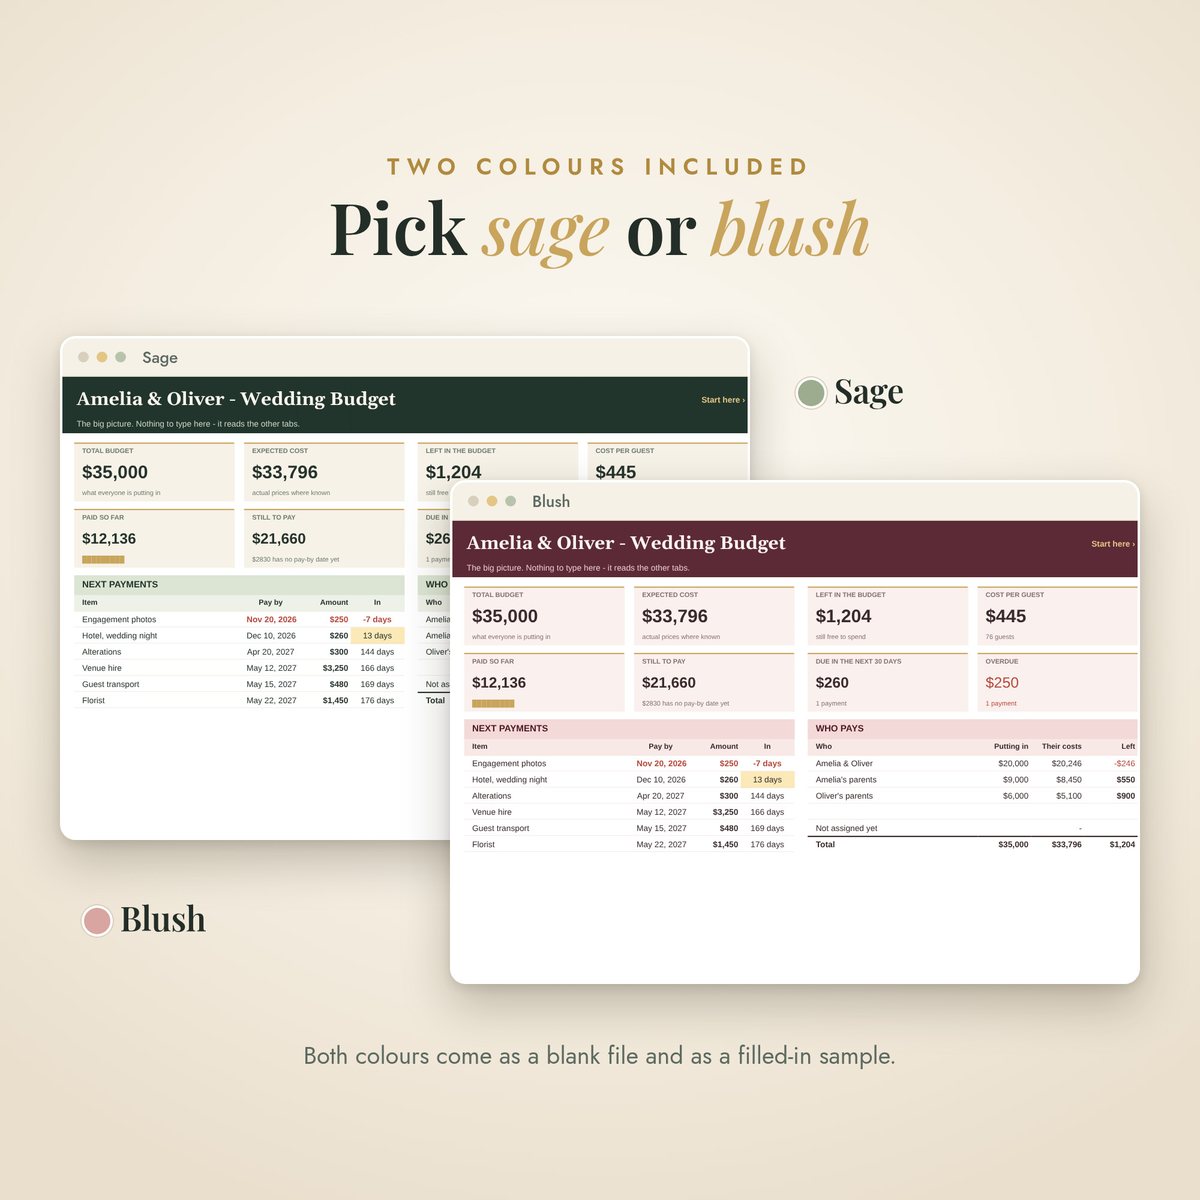 TWO COLOURS INCLUDED
Pick sage or blush
Sage
Amelia & Oliver - Wedding Budget
Start here ›
The big picture. Nothing to type here - it reads the other tabs.
TOTAL BUDGET EXPECTED COST LEFT IN THE BUDGET COST PER GUEST
$35,000 $33,796 $1,204 $445
what everyone is putting in actual prices where known still free
PAID SO FAR STILL TO PAY DUE IN
$12,136 $21,660 $26
$2830 has no pay-by date yet 1 payme
NEXT PAYMENTS WHO
Item Pay by Amount In Who
Engagement photos Nov 20, 2026 $250 -7 days Amelia
Hotel, wedding night Dec 10, 2026 $260 13 days Amelia
Alterations Apr 20, 2027 $300 144 days Oliver's
Venue hire May 12, 2027 $3,250 166 days
Guest transport May 15, 2027 $480 169 days Not as
Florist May 22, 2027 $1,450 176 days Total
Sage
Blush
Amelia & Oliver - Wedding Budget
Start here ›
The big picture. Nothing to type here - it reads the other tabs.
TOTAL BUDGET EXPECTED COST LEFT IN THE BUDGET COST PER GUEST
$35,000 $33,796 $1,204 $445
what everyone is putting in actual prices where known still free to spend 76 guests
PAID SO FAR STILL TO PAY DUE IN THE NEXT 30 DAYS OVERDUE
$12,136 $21,660 $260 $250
$2830 has no pay-by date yet 1 payment 1 payment
NEXT PAYMENTS
Item Pay by Amount In
Engagement photos Nov 20, 2026 $250 -7 days
Hotel, wedding night Dec 10, 2026 $260 13 days
Alterations Apr 20, 2027 $300 144 days
Venue hire May 12, 2027 $3,250 166 days
Guest transport May 15, 2027 $480 169 days
Florist May 22, 2027 $1,450 176 days
WHO PAYS
Who Putting in Their costs Left
Amelia & Oliver $20,000 $20,246 -$246
Amelia's parents $9,000 $8,450 $550
Oliver's parents $6,000 $5,100 $900
Not assigned yet -
Total $35,000 $33,796 $1,204
Blush
Both colours come as a blank file and as a filled-in sample.